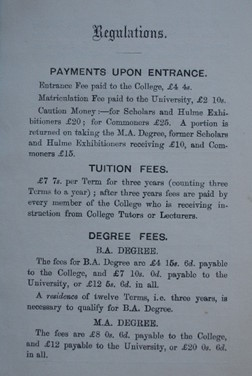 Regulations.
PAYMENTS UPON ENTRANCE.
Entrance Fee paid to the College, £4 4s.
Matriculation Fee paid to the University, £2 10s.
Caution Money:—for Scholars and Hulme Exhi-
bitioners £20; for Commoners £25. A portion is
returned on taking the M.A. Degree, former Scholars
and Hulme Exhibitioners receiving £10, and Com-
moners £15.
TUITION FEES.
£7 7s. per Term for three years (counting three
Terms to a year); after three years fees are paid by
every member of the College who is receiving in-
struction from College Tutors or Lecturers.
DEGREE FEES.
B.A. DEGREE.
The fees for B.A. Degree are £4 15s. 6d. payable
to the College, and £7 10s. 0d. payable to the
University, or £12 5s. 6d. in all.
A residence of twelve Terms, i.e. three years, is
necessary to qualify for B.A. Degree.
M.A. DEGREE.
The fees are £8 0s. 6d. payable to the College,
and £12 payable to the University, or £20 0s. 6d.
in all.